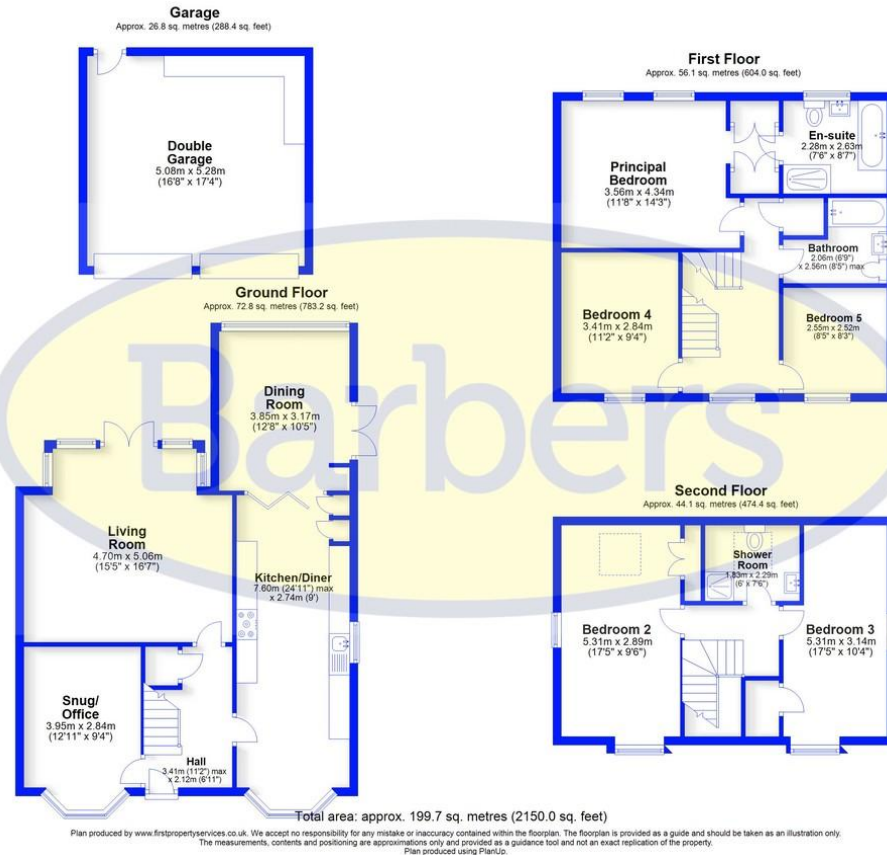 Garage
Approx. 26.8 sq. metres (288.4 sq. feet)
Double
Garage
5.08m x 5.28m
(16'8" x 17'4")
First Floor
Approx. 56.1 sq. metres (604.0 sq. feet)
Principal
Bedroom
3.56m x 4.34m
(11'8" x 14'3")
En-suite
2.28m x 2.63m
(7'6" x 8'7")
Bathroom
2.06m (6'9")
x 2.56m (8'5") max
Bedroom 4
3.41m x 2.84m
(11'2" x 9'4")
Bedroom 5
2.55m x 2.52m
(8'5" x 8'3")
Ground Floor
Approx. 72.8 sq. metres (783.2 sq. feet)
Dining
Room
3.85m x 3.17m
(12'8" x 10'5")
Barbers
Living
Room
4.70m x 5.06m
(15'5" x 16'7")
Kitchen/Diner
7.60m (24'11") max
x 2.74m (9')
Snug/
Office
3.95m x 2.84m
(12'11" x 9'4")
Hall
3.41m (11'2") max
x 2.12m (6'11")
Second Floor
Approx. 44.1 sq. metres (474.4 sq. feet)
Shower
Room
1.83m x 2.29m
(6' x 7'6")
Bedroom 2
5.31m x 2.89m
(17'5" x 9'6")
Bedroom 3
5.31m x 3.14m
(17'5" x 10'4")
Total area: approx. 199.7 sq. metres (2150.0 sq. feet)
Plan produced by www.firstpropertyservices.co.uk. We accept no responsibility for any mistake or inaccuracy contained within the floorplan. The floorplan is provided as a guide and should be taken as an illustration only.
The measurements, contents and positioning are approximations only and provided as a guidance tool and not an exact replication of the property.
Plan produced using PlanUp.